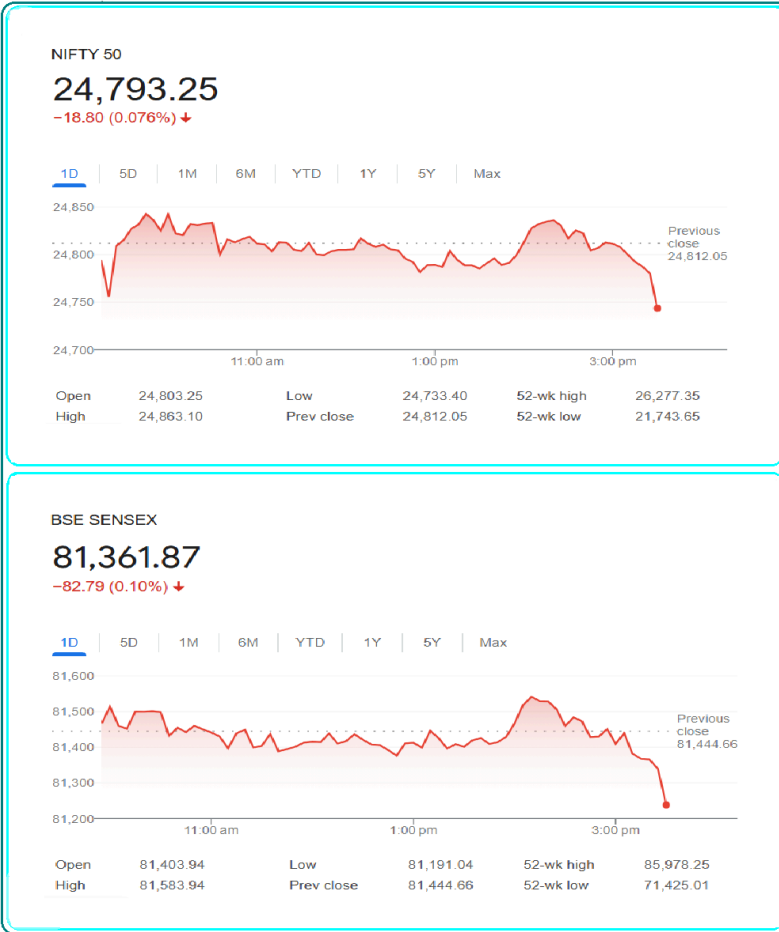 NIFTY 50
24,793.25
−18.80 (0.076%) ↓
1D 5D 1M 6M YTD 1Y 5Y Max
24,850
24,800
24,750
24,700
Previous
close
24,812.05
11:00 am 1:00 pm 3:00 pm
Open 24,803.25 Low 24,733.40 52-wk high 26,277.35
High 24,863.10 Prev close 24,812.05 52-wk low 21,743.65
BSE SENSEX
81,361.87
−82.79 (0.10%) ↓
1D 5D 1M 6M YTD 1Y 5Y Max
81,600
81,500
81,400
81,300
81,200
Previous
close
81,444.66
11:00 am 1:00 pm 3:00 pm
Open 81,403.94 Low 81,191.04 52-wk high 85,978.25
High 81,583.94 Prev close 81,444.66 52-wk low 71,425.01